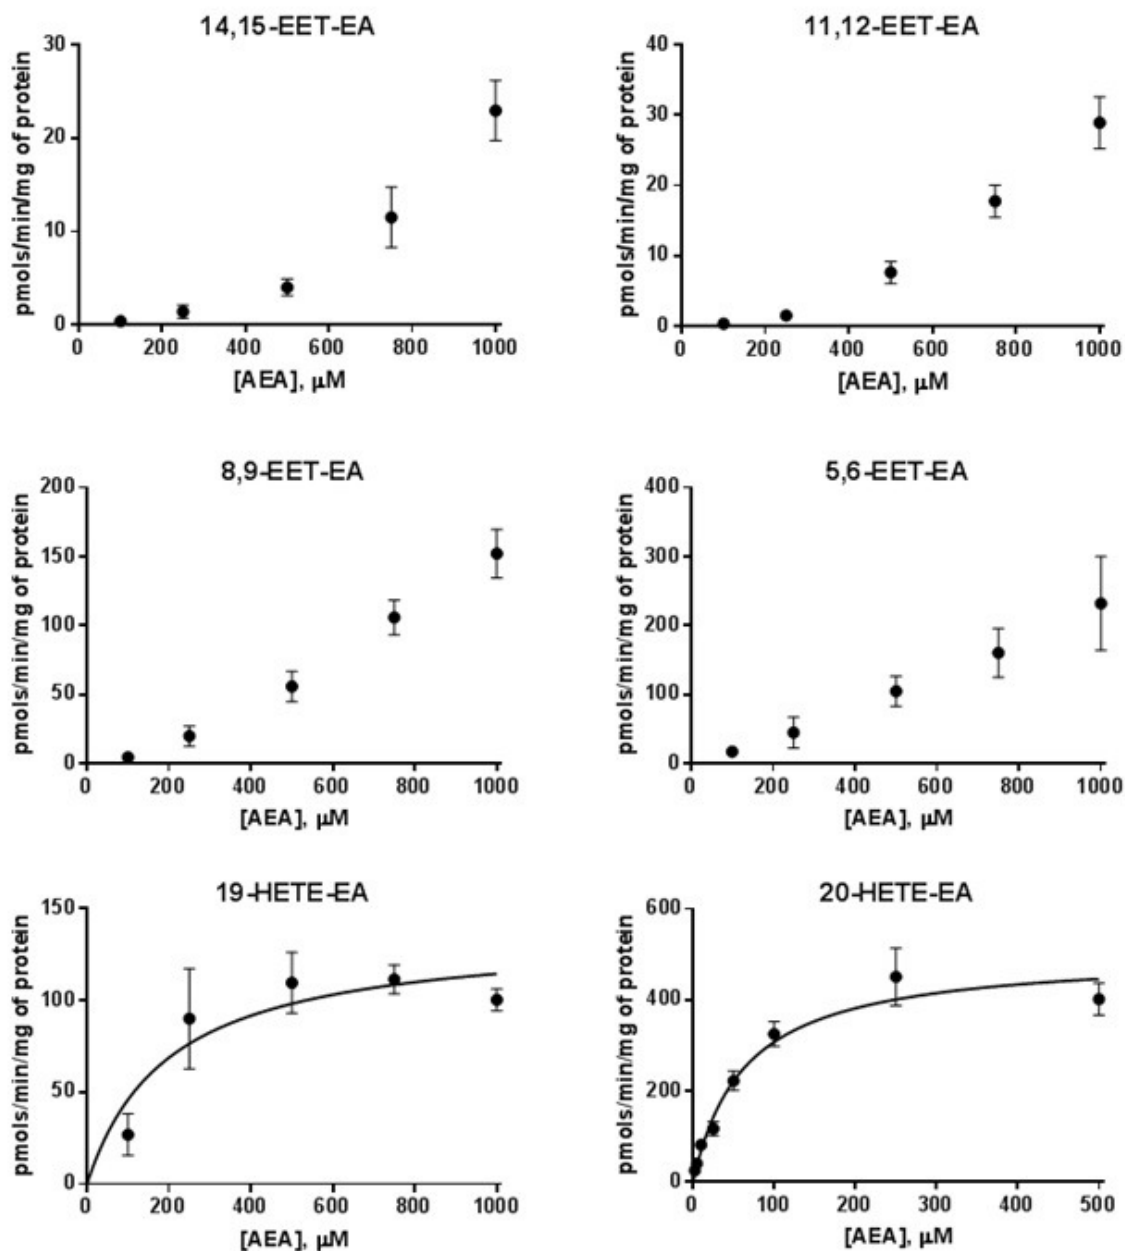 14,15-EET-EA
pmols/min/mg of protein
30
20
10
0
0 200 400 600 800 1000
[AEA], μM
11,12-EET-EA
pmols/min/mg of protein
40
30
20
10
0
0 200 400 600 800 1000
[AEA], μM
8,9-EET-EA
pmols/min/mg of protein
200
150
100
50
0
0 200 400 600 800 1000
[AEA], μM
5,6-EET-EA
pmols/min/mg of protein
400
300
200
100
0
0 200 400 600 800 1000
[AEA], μM
19-HETE-EA
pmols/min/mg of protein
150
100
50
0
0 200 400 600 800 1000
[AEA], μM
20-HETE-EA
pmols/min/mg of protein
600
400
200
0
0 100 200 300 400 500
[AEA], μM